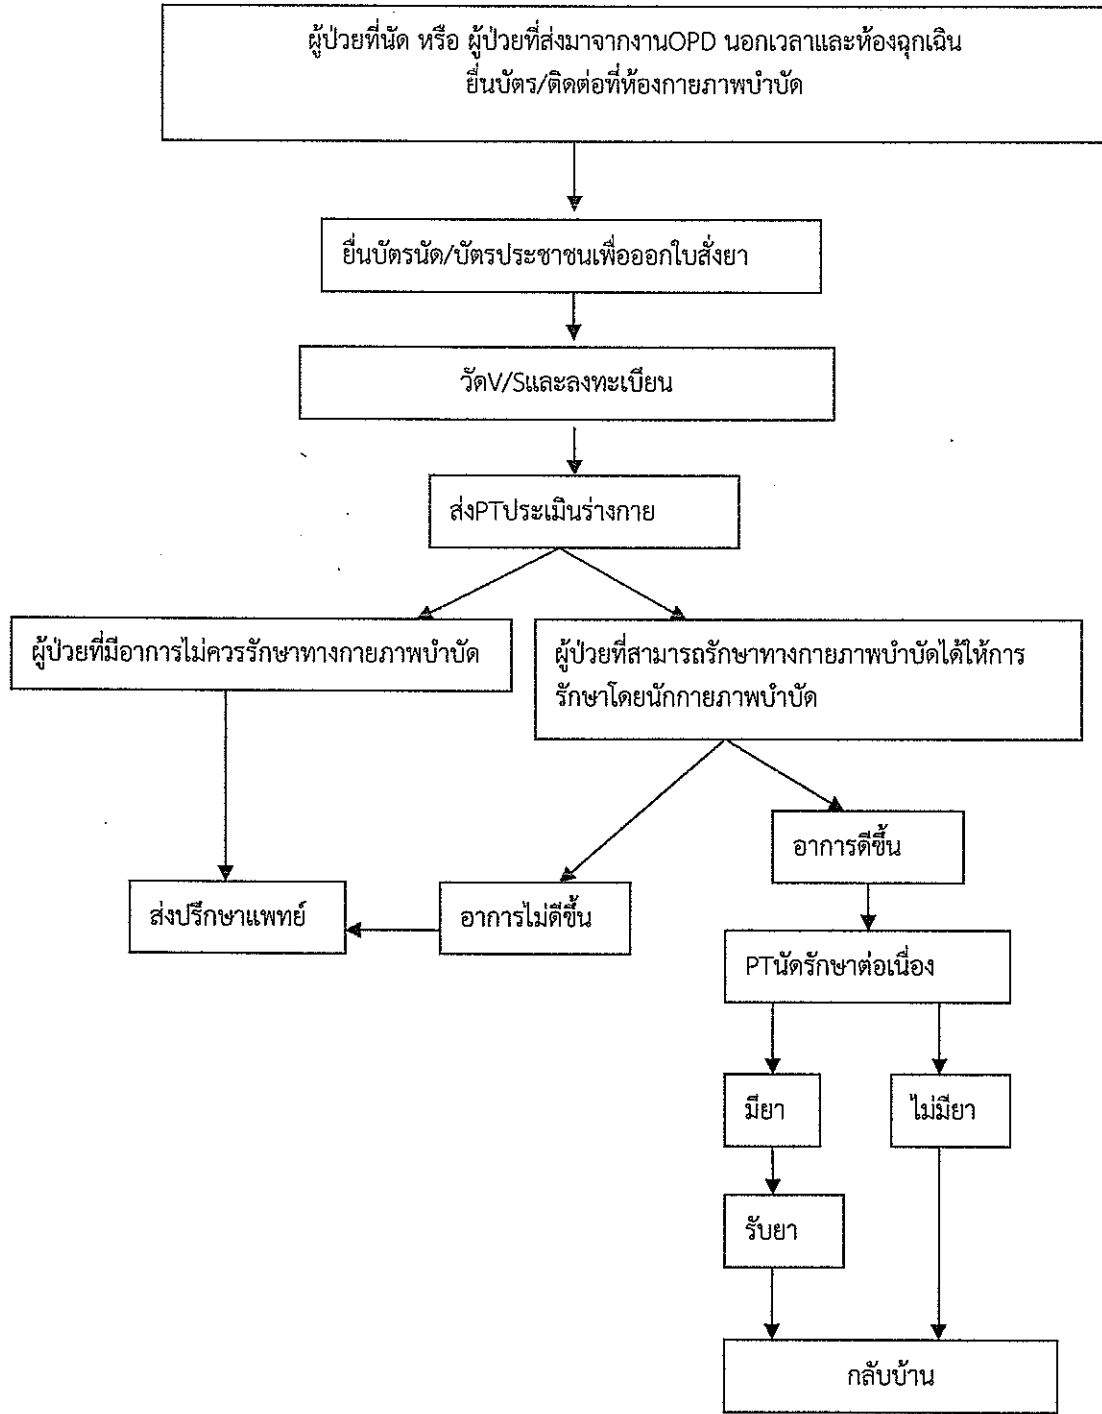 ผู้ป่วยที่นัด หรือ ผู้ป่วยที่ส่งมาจากงานOPD นอกเวลาและห้องฉุกเฉิน
ยื่นบัตร/ติดต่อที่ห้องกายภาพบำบัด
ยื่นบัตรนัด/บัตรประชาชนเพื่อออกใบสั่งยา
วัดV/Sและลงทะเบียน
ส่งPTประเมินร่างกาย
ผู้ป่วยที่มีอาการไม่ควรรักษาทางกายภาพบำบัด
ผู้ป่วยที่สามารถรักษาทางกายภาพบำบัดได้ให้การ
รักษาโดยนักกายภาพบำบัด
อาการดีขึ้น
ส่งปรึกษาแพทย์
อาการไม่ดีขึ้น
PTนัดรักษาต่อเนื่อง
มียา
ไม่มียา
รับยา
กลับบ้าน